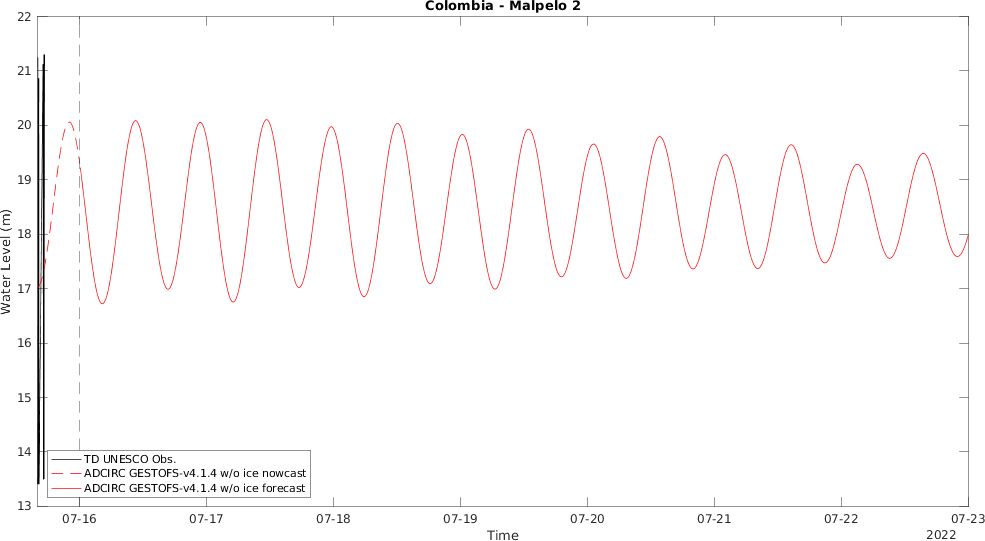 Colombia - Malpelo 2
Water Level (m)
22
21
20
19
18
17
16
15
14
13
TD UNESCO Obs.
ADCIRC GESTOFS-v4.1.4 w/o ice nowcast
ADCIRC GESTOFS-v4.1.4 w/o ice forecast
07-16 07-17 07-18 07-19 07-20 07-21 07-22 07-23
Time
2022